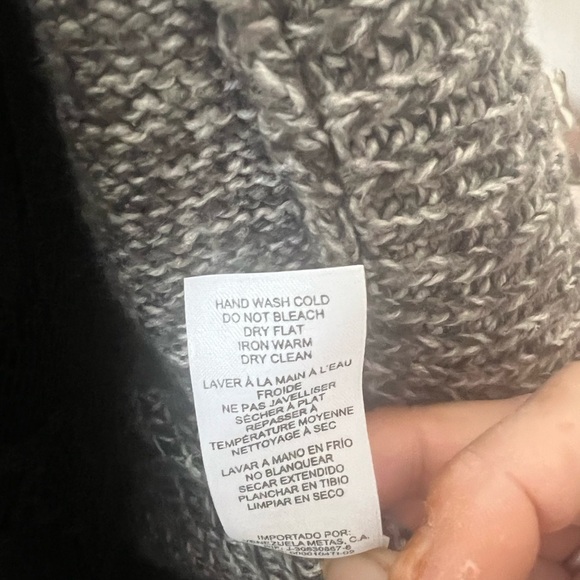 HAND WASH COLD
DO NOT BLEACH
DRY FLAT
IRON WARM
DRY CLEAN
LAVER À LA MAIN À L'EAU
FROIDE
NE PAS JAVELLISER
SÉCHER À PLAT
REPASSER À
TEMPÉRATURE MOYENNE
NETTOYAGE À SEC
LAVAR A MANO EN FRÍO
NO BLANQUEAR
SECAR EXTENDIDO
PLANCHAR EN TIBIO
LIMPIAR EN SECO
IMPORTADO POR:
VENEZUELA METAS, C.A.